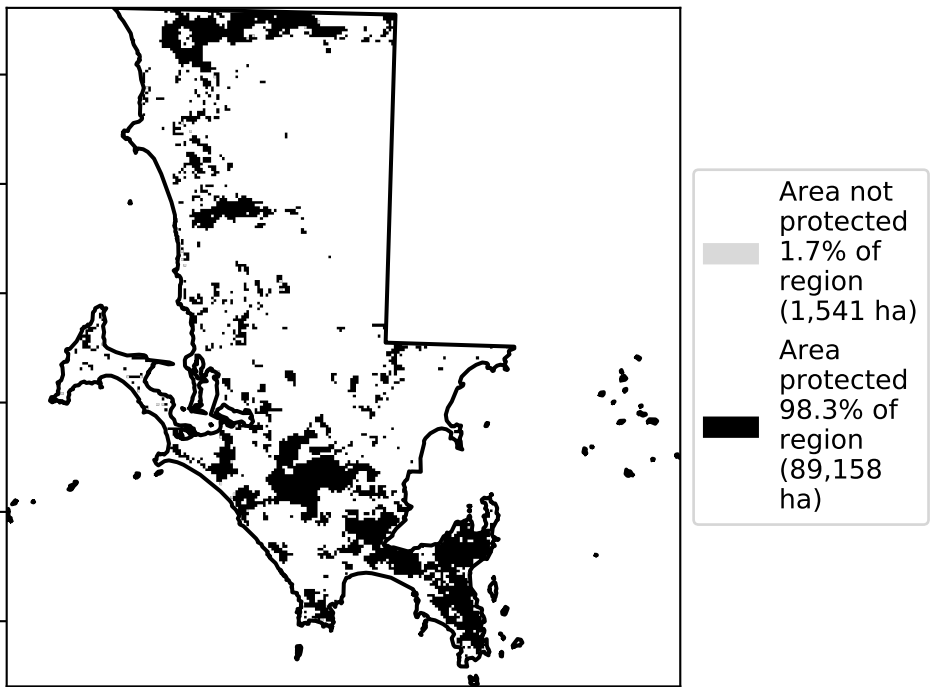 Area not
protected
1.7% of
region
(1,541 ha)
Area
protected
98.3% of
region
(89,158
ha)